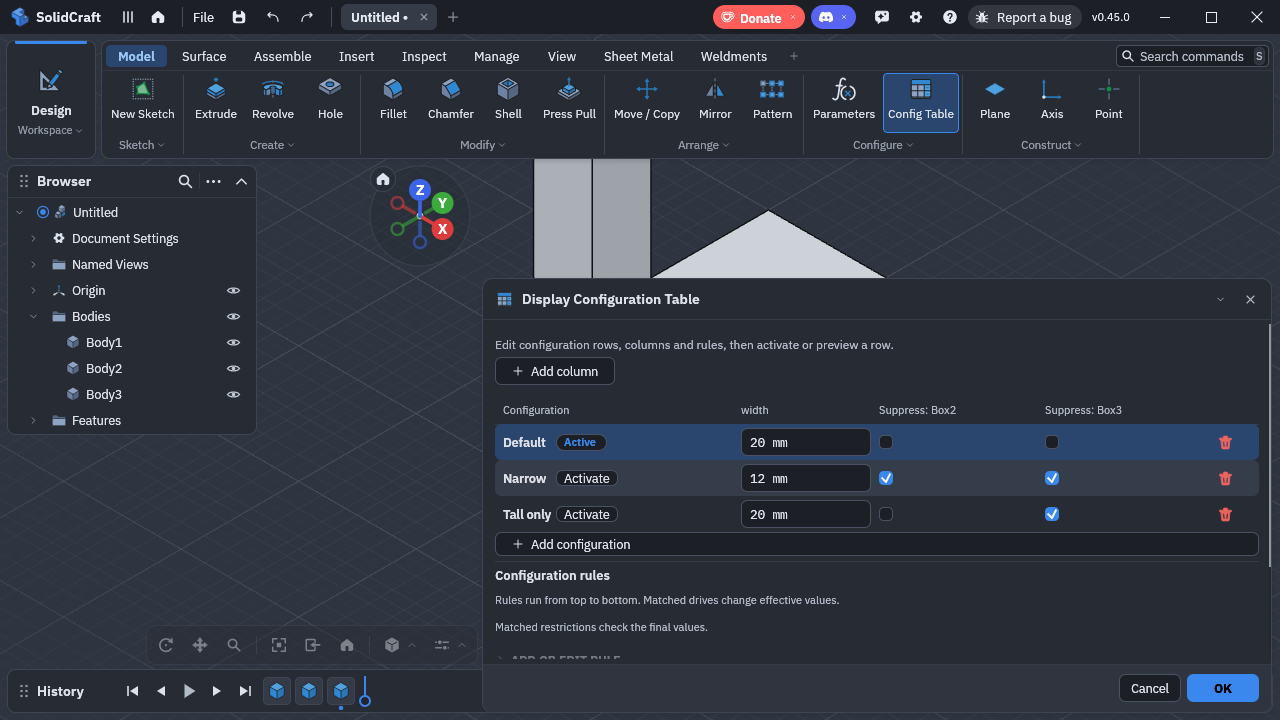 SolidCraft
File
Untitled •
Donate
Report a bug
v0.45.0
Design
Workspace
Model
Surface
Assemble
Insert
Inspect
Manage
View
Sheet Metal
Weldments
Search commands
S
New Sketch
Extrude
Revolve
Hole
Fillet
Chamfer
Shell
Press Pull
Move / Copy
Mirror
Pattern
Parameters
Config Table
Plane
Axis
Point
Sketch
Create
Modify
Arrange
Configure
Construct
Browser
Untitled
Document Settings
Named Views
Origin
Bodies
Body1
Body2
Body3
Features
Z
Y
X
Display Configuration Table
Edit configuration rows, columns and rules, then activate or preview a row.
Add column
Configuration width Suppress: Box2 Suppress: Box3
Default Active 20 mm
Narrow Activate 12 mm
Tall only Activate 20 mm
Add configuration
Configuration rules
Rules run from top to bottom. Matched drives change effective values.
Matched restrictions check the final values.
ADD OR EDIT RULE
Cancel
OK
History